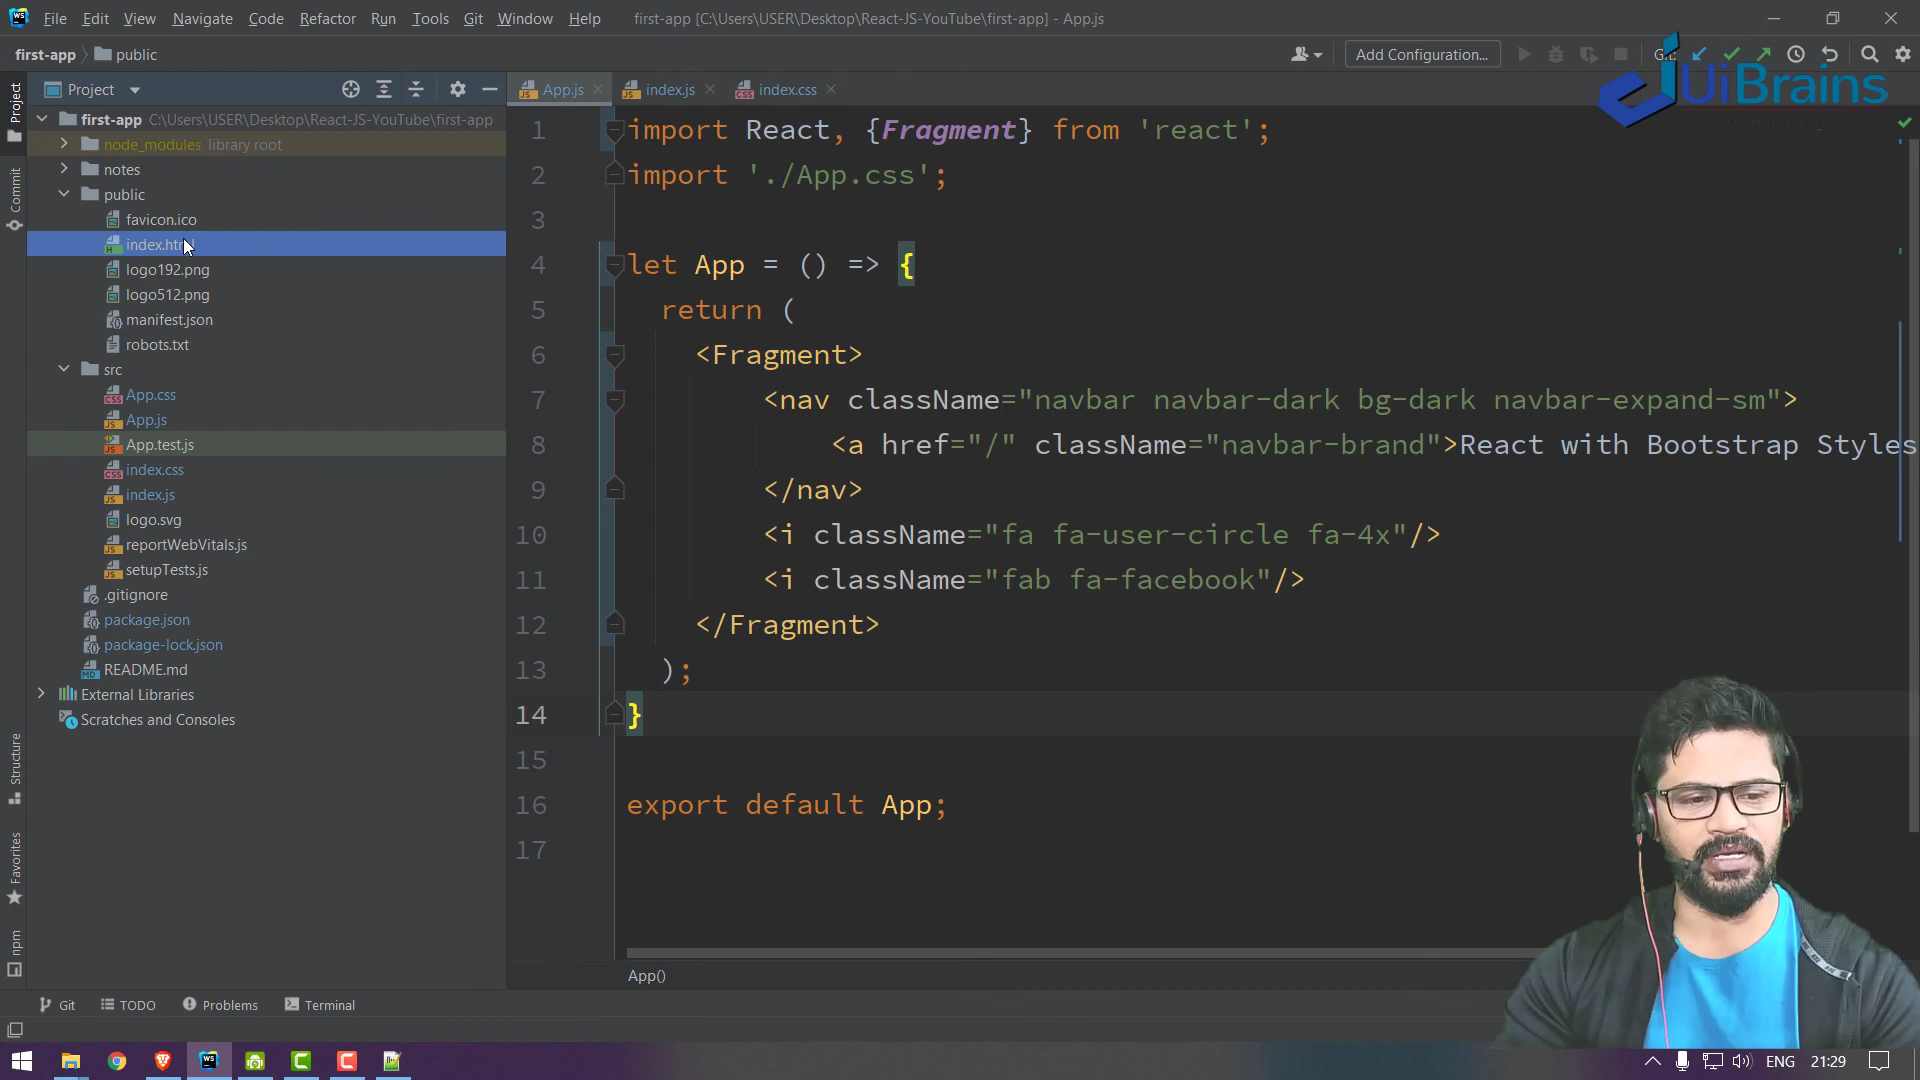 WS File Edit View Navigate Code Refactor Run Tools Git Window Help first-app [C:\Users\USER\Desktop\React-JS-YouTube\first-app] - App.js
first-app public Add Configuration... Git:
UiBrains
Project App.js index.js index.css
first-app C:\Users\USER\Desktop\React-JS-YouTube\first-app
node_modules library root
notes
public
favicon.ico
index.html
logo192.png
logo512.png
manifest.json
robots.txt
src
App.css
App.js
App.test.js
index.css
index.js
logo.svg
reportWebVitals.js
setupTests.js
.gitignore
package.json
package-lock.json
README.md
External Libraries
Scratches and Consoles
Project
Commit
Structure
Favorites
npm
1 import React, {Fragment} from 'react';
2 import './App.css';
3
4 let App = () => {
5 return (
6 <Fragment>
7 <nav className="navbar navbar-dark bg-dark navbar-expand-sm">
8 <a href="/" className="navbar-brand">React with Bootstrap Styles
9 </nav>
10 <i className="fa fa-user-circle fa-4x"/>
11 <i className="fab fa-facebook"/>
12 </Fragment>
13 );
14 }
15
16 export default App;
17
App()
Git TODO Problems Terminal
WS ENG 21:29